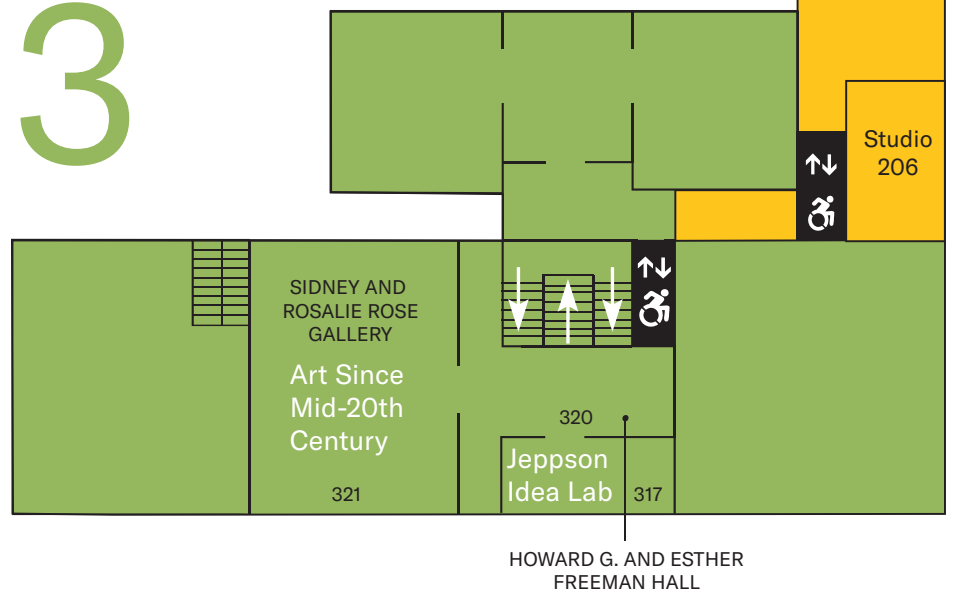 3
Studio
206
SIDNEY AND
ROSALIE ROSE
GALLERY
Art Since
Mid-20th
Century
321
320
Jeppson
Idea Lab
317
HOWARD G. AND ESTHER
FREEMAN HALL